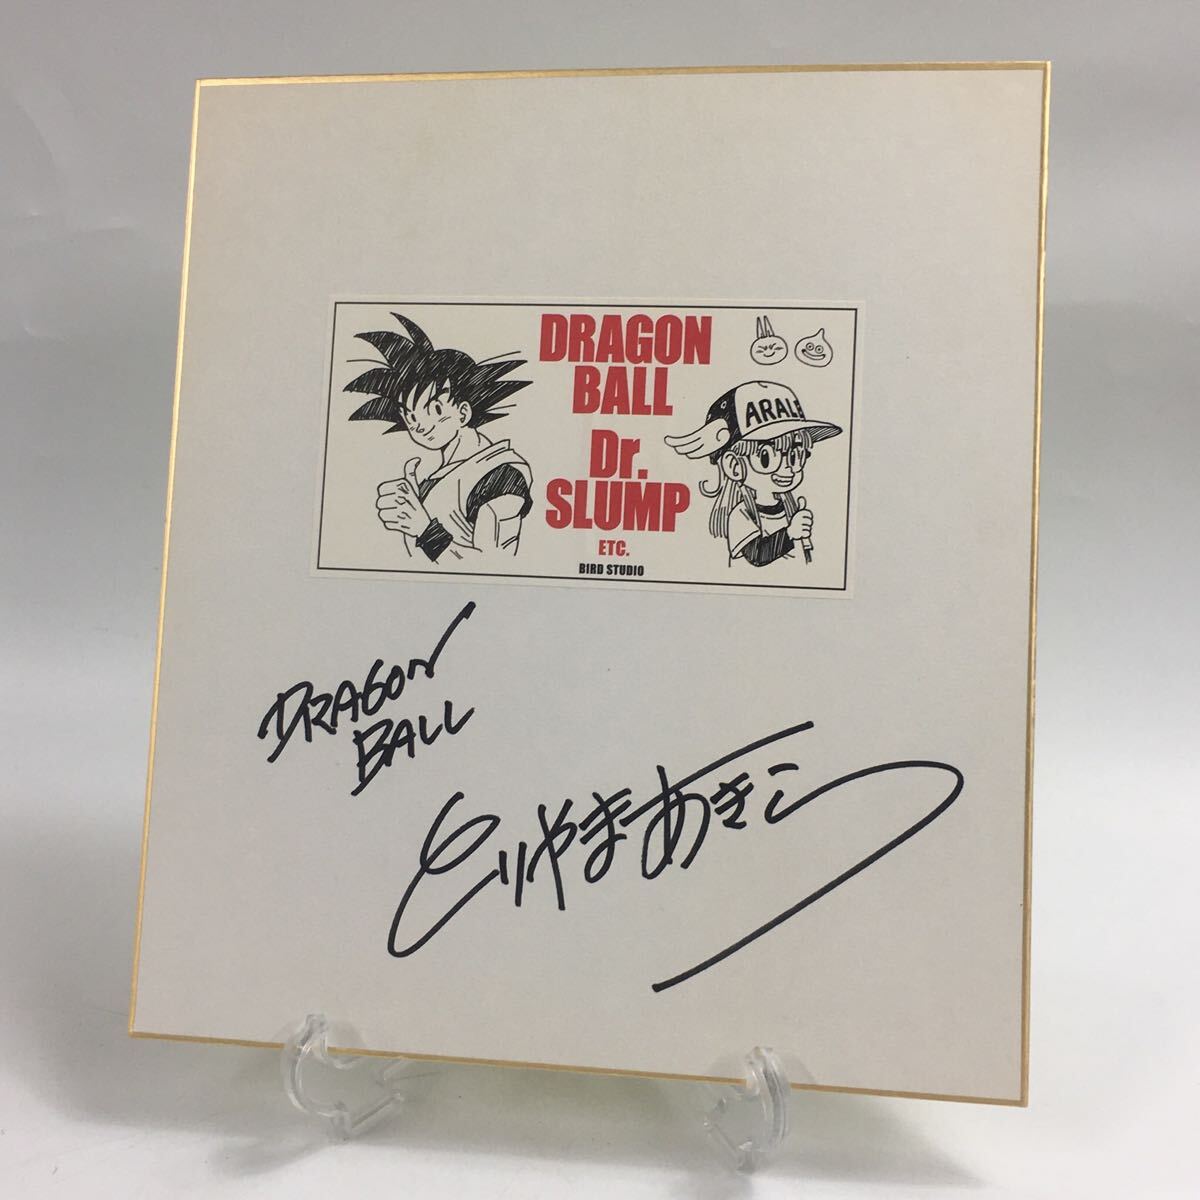 DRAGON
BALL
Dr.
SLUMP
ETC.
BIRD STUDIO
ARALE
DRAGON
BALL
とりやまあきら